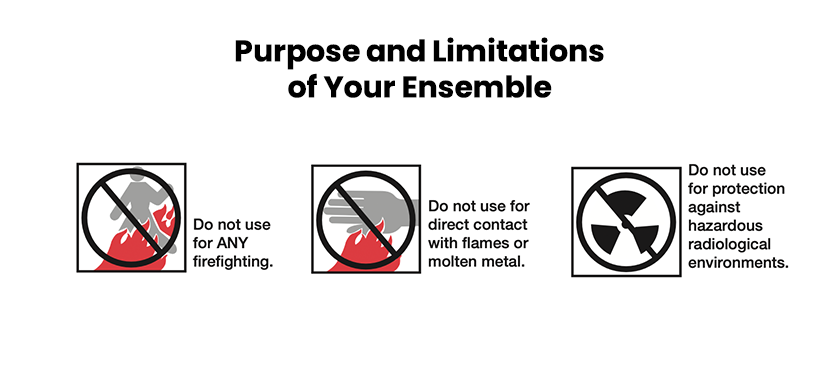 Purpose and Limitations
of Your Ensemble
Do not use
for ANY
firefighting.
Do not use for
direct contact
with flames or
molten metal.
Do not use
for protection
against
hazardous
radiological
environments.